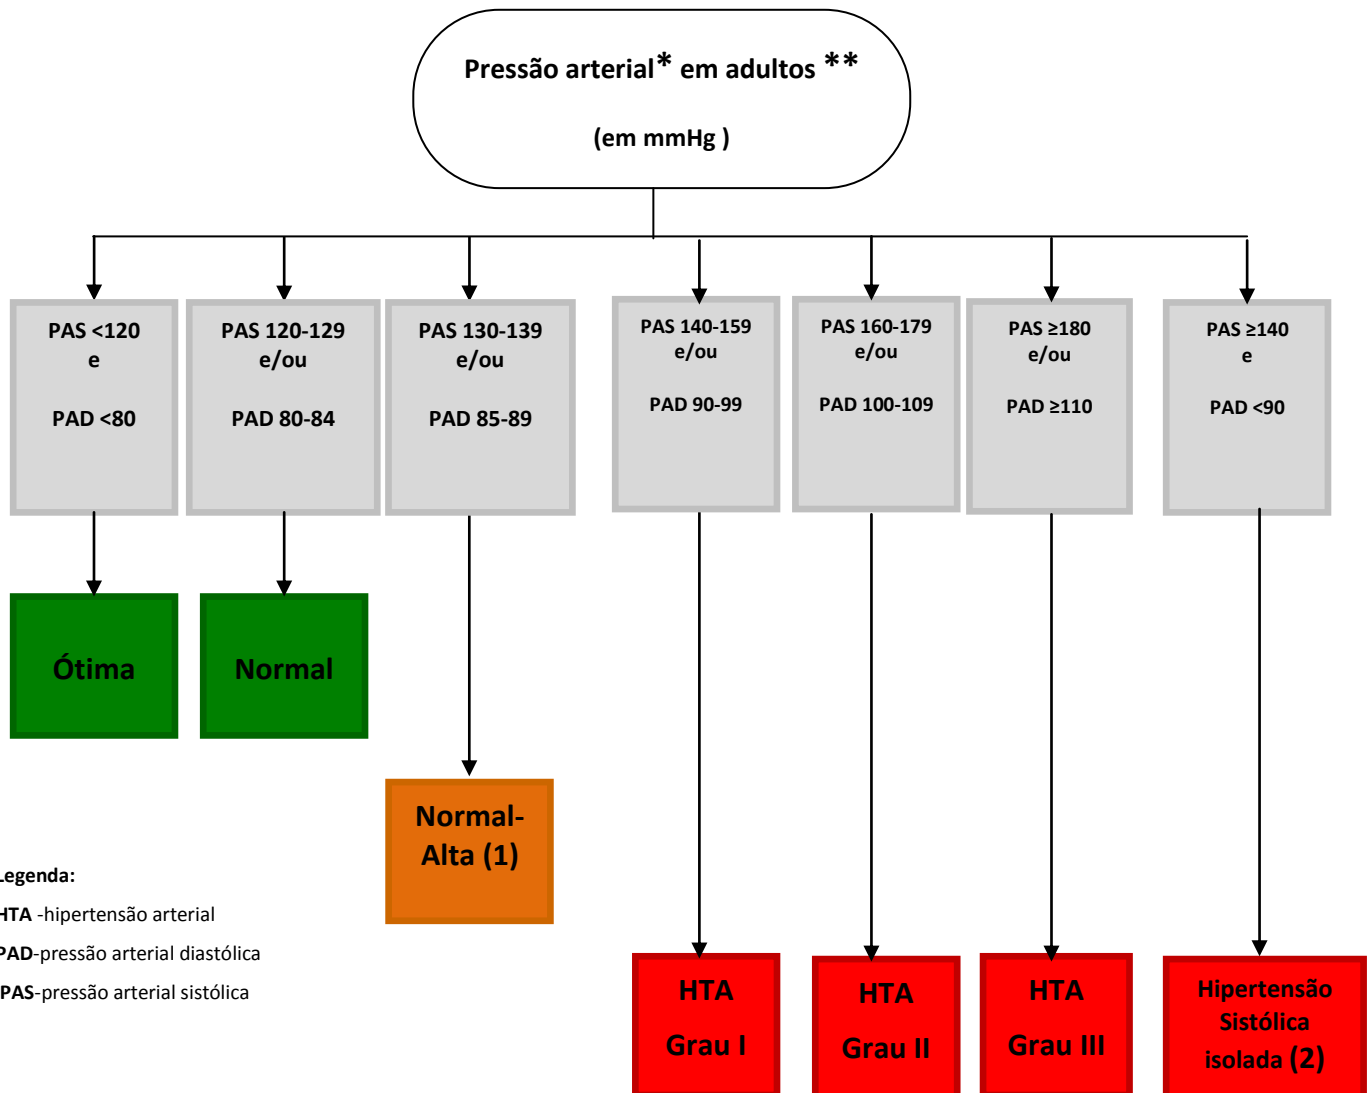 Pressão arterial* em adultos **
(em mmHg )
PAS <120
e
PAD <80
PAS 120-129
e/ou
PAD 80-84
PAS 130-139
e/ou
PAD 85-89
PAS 140-159
e/ou
PAD 90-99
PAS 160-179
e/ou
PAD 100-109
PAS ≥180
e/ou
PAD ≥110
PAS ≥140
e
PAD <90
Ótima
Normal
Normal-
Alta (1)
Legenda:
HTA -hipertensão arterial
PAD-pressão arterial diastólica
PAS-pressão arterial sistólica
HTA
Grau I
HTA
Grau II
HTA
Grau III
Hipertensão
Sistólica
isolada (2)